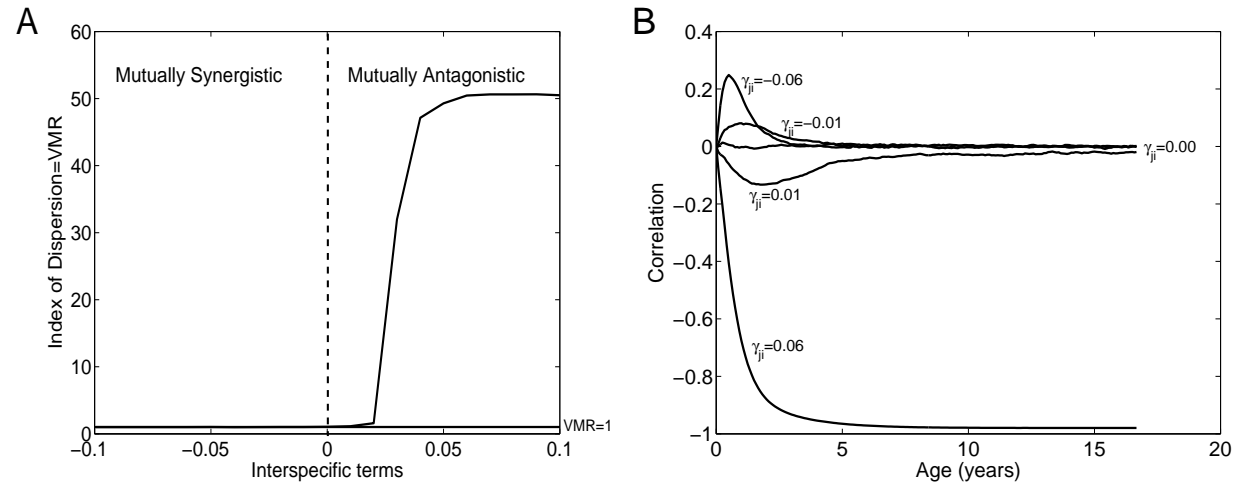 A
60
50
40
30
20
10
0
Index of Dispersion=VMR
Mutually Synergistic
Mutually Antagonistic
VMR=1
−0.1
−0.05
0
0.05
0.1
Interspecific terms
B
0.4
0.2
0
−0.2
−0.4
−0.6
−0.8
−1
Correlation
γji=−0.06
γji=−0.01
γji=0.00
γji=0.01
γji=0.06
0
5
10
15
20
Age (years)